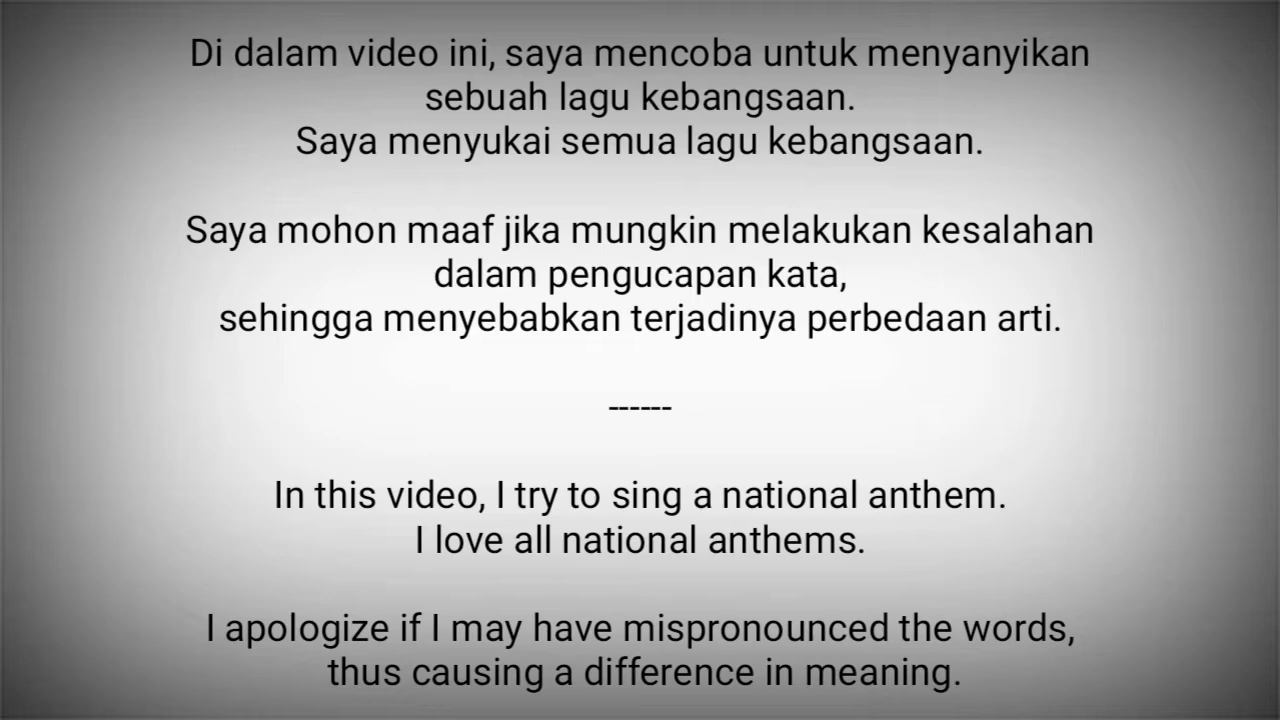 Di dalam video ini, saya mencoba untuk menyanyikan
sebuah lagu kebangsaan.
Saya menyukai semua lagu kebangsaan.
Saya mohon maaf jika mungkin melakukan kesalahan
dalam pengucapan kata,
sehingga menyebabkan terjadinya perbedaan arti.
------
In this video, I try to sing a national anthem.
I love all national anthems.
I apologize if I may have mispronounced the words,
thus causing a difference in meaning.